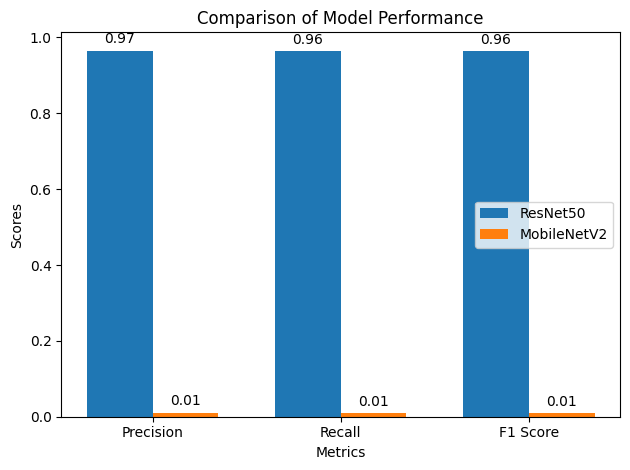 Comparison of Model Performance
1.0
0.8
0.6
0.4
0.2
0.0
Scores
0.97
0.96
0.96
0.01
0.01
0.01
ResNet50
MobileNetV2
Precision
Recall
F1 Score
Metrics